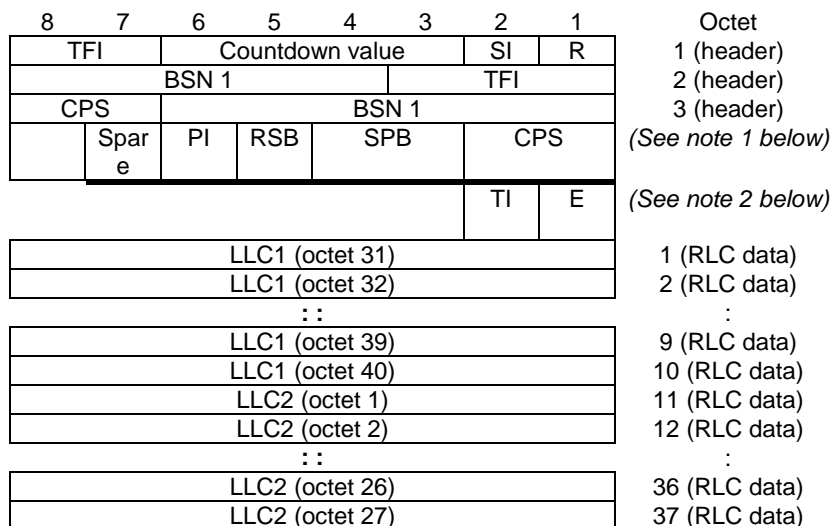 8 7 6 5 4 3 2 1 Octet
TFI Countdown value SI R 1 (header)
BSN 1 TFI 2 (header)
CPS BSN 1 3 (header)
Spar
e PI RSB SPB CPS (See note 1 below)
TI E (See note 2 below)
LLC1 (octet 31) 1 (RLC data)
LLC1 (octet 32) 2 (RLC data)
: : :
LLC1 (octet 39) 9 (RLC data)
LLC1 (octet 40) 10 (RLC data)
LLC2 (octet 1) 11 (RLC data)
LLC2 (octet 2) 12 (RLC data)
: : :
LLC2 (octet 26) 36 (RLC data)
LLC2 (octet 27) 37 (RLC data)